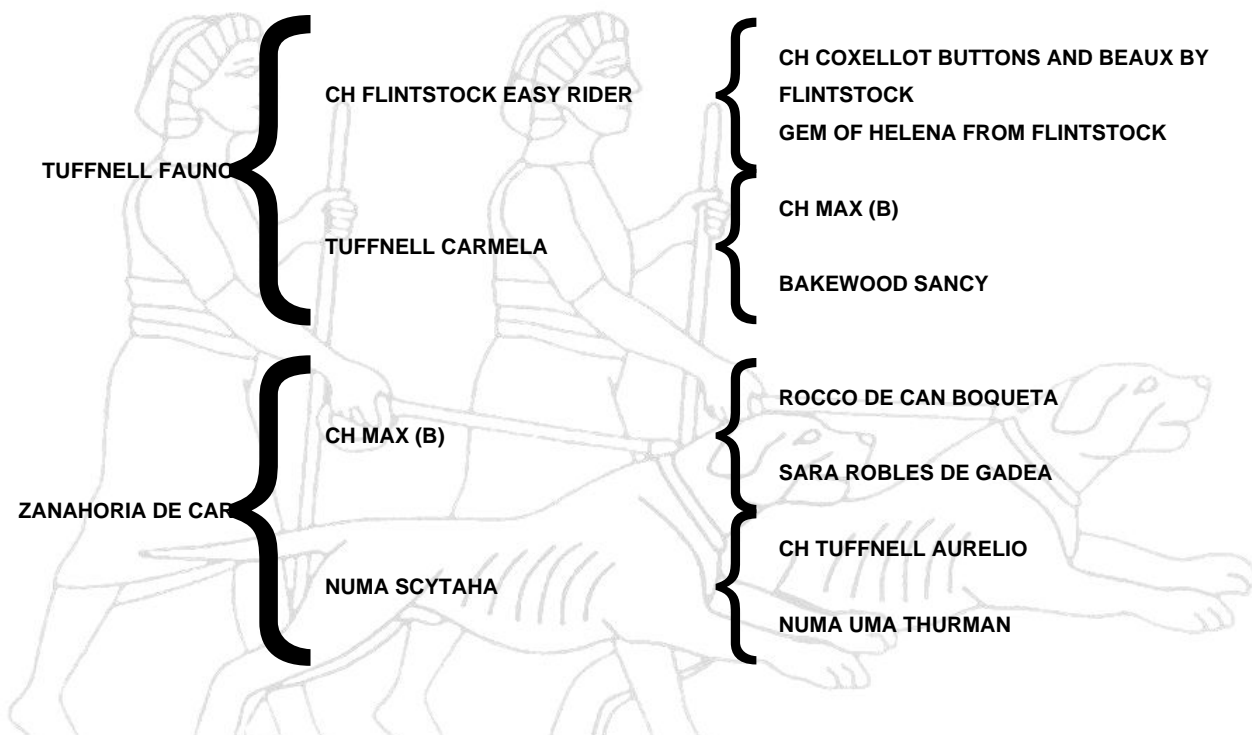 TUFFNELL FAUNO
CH FLINTSTOCK EASY RIDER
CH COXELLOT BUTTONS AND BEAUX BY
FLINTSTOCK
GEM OF HELENA FROM FLINTSTOCK
TUFFNELL CARMELA
CH MAX (B)
BAKEWOOD SANCY
ZANAHORIA DE CAR
CH MAX (B)
ROCCO DE CAN BOQUETA
SARA ROBLES DE GADEA
NUMA SCYTAHA
CH TUFFNELL AURELIO
NUMA UMA THURMAN